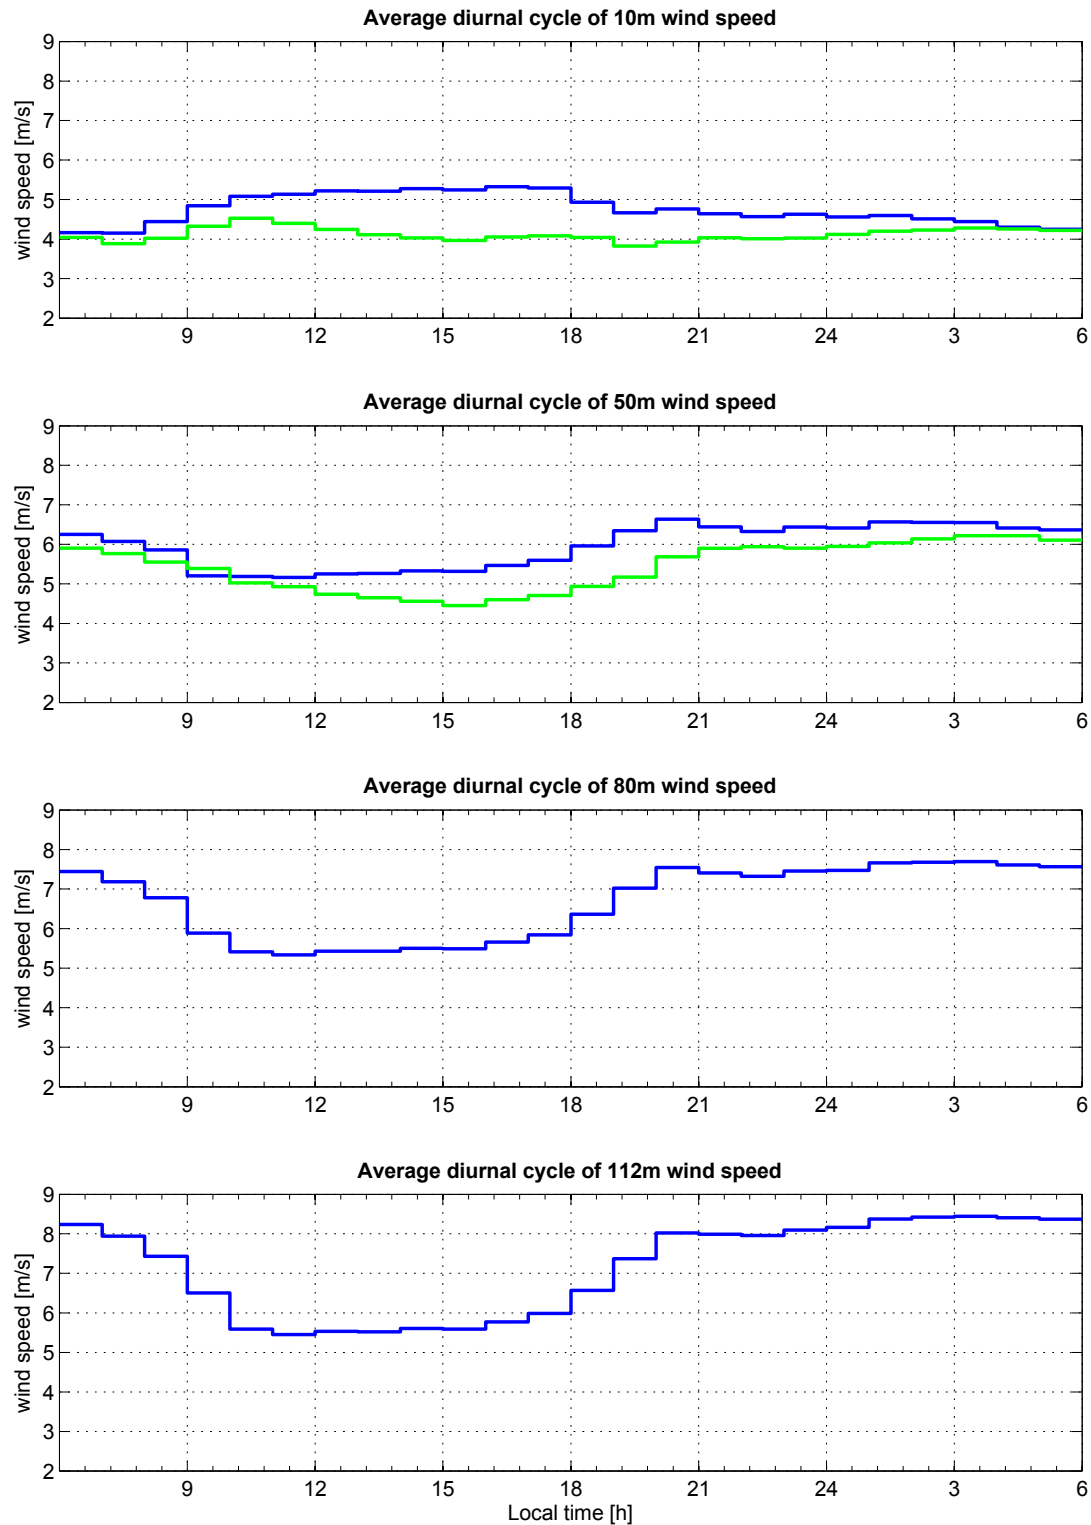 Average diurnal cycle of 10m wind speed
9
8
7
6
5
4
3
2
wind speed [m/s]
9 12 15 18 21 24 3 6
Average diurnal cycle of 50m wind speed
9
8
7
6
5
4
3
2
wind speed [m/s]
9 12 15 18 21 24 3 6
Average diurnal cycle of 80m wind speed
9
8
7
6
5
4
3
2
wind speed [m/s]
9 12 15 18 21 24 3 6
Average diurnal cycle of 112m wind speed
9
8
7
6
5
4
3
2
wind speed [m/s]
9 12 15 18 21 24 3 6
Local time [h]